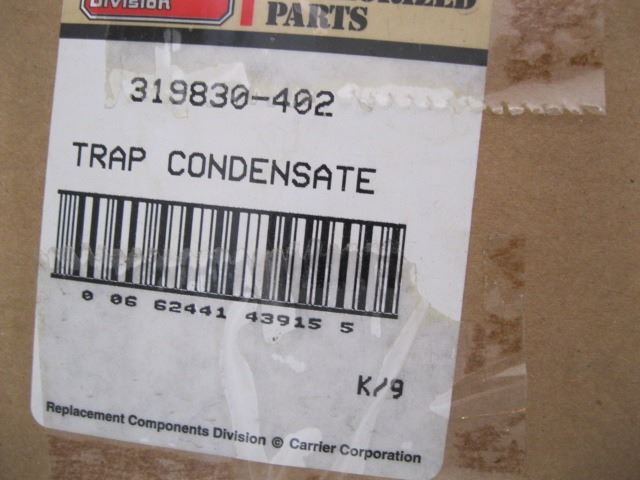 Division
PARTS
319830-402
TRAP CONDENSATE
0 06 62441 43915 5
K/9
Replacement Components Division © Carrier Corporation